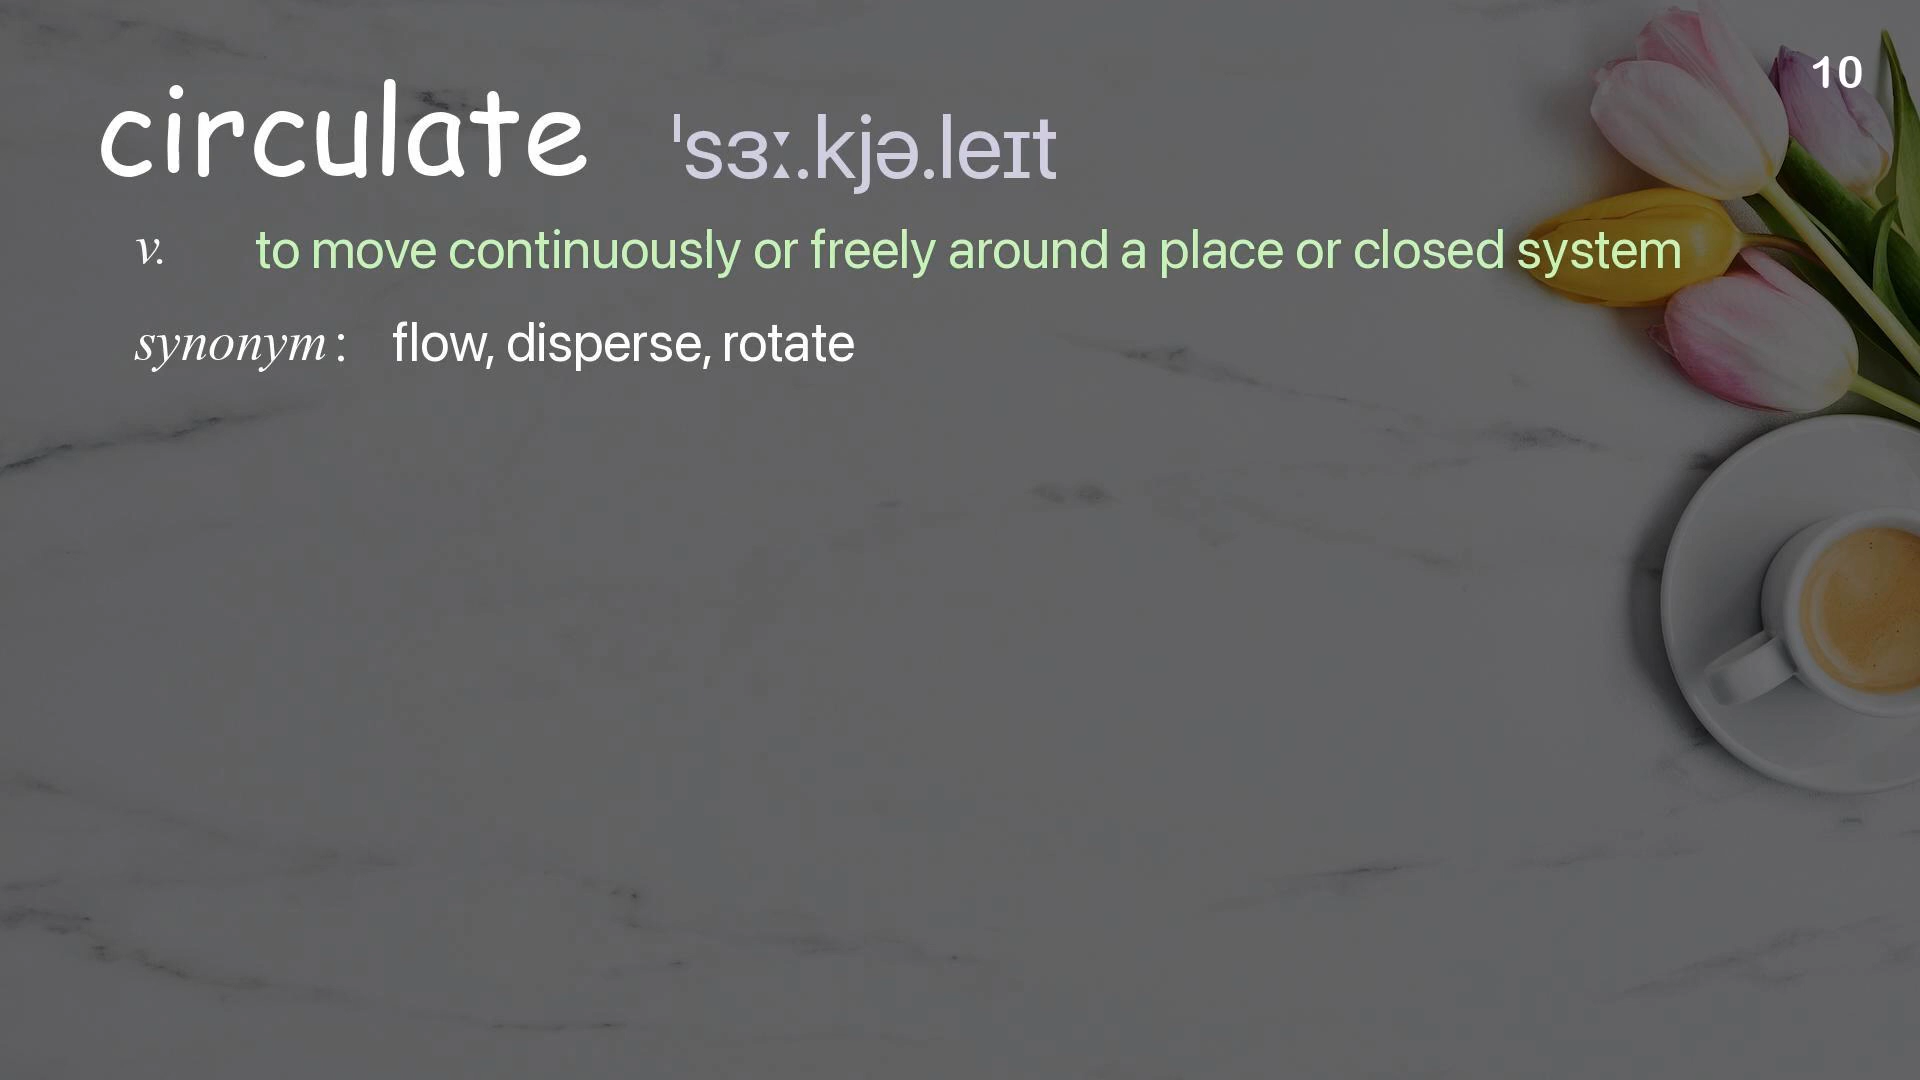 10
circulate ˈsɜː.kjə.leɪt
v. to move continuously or freely around a place or closed system
synonym : flow, disperse, rotate